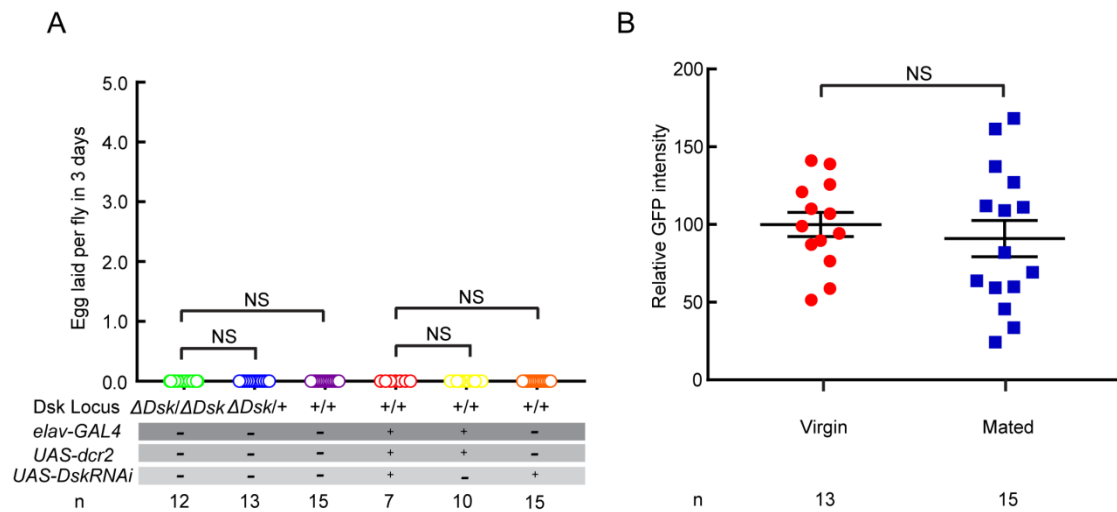 A
B
Egg laid per fly in 3 days
5.0
4.0
3.0
2.0
1.0
0.0
NS
NS
NS
NS
Dsk Locus ΔDsk/ΔDsk ΔDsk/+ +/+ +/+ +/+ +/+
elav-GAL4 - - - + + -
UAS-dcr2 - - - + + -
UAS-DskRNAi - - - + - +
n 12 13 15 7 10 15
Relative GFP intensity
200
150
100
50
0
NS
Virgin Mated
n 13 15